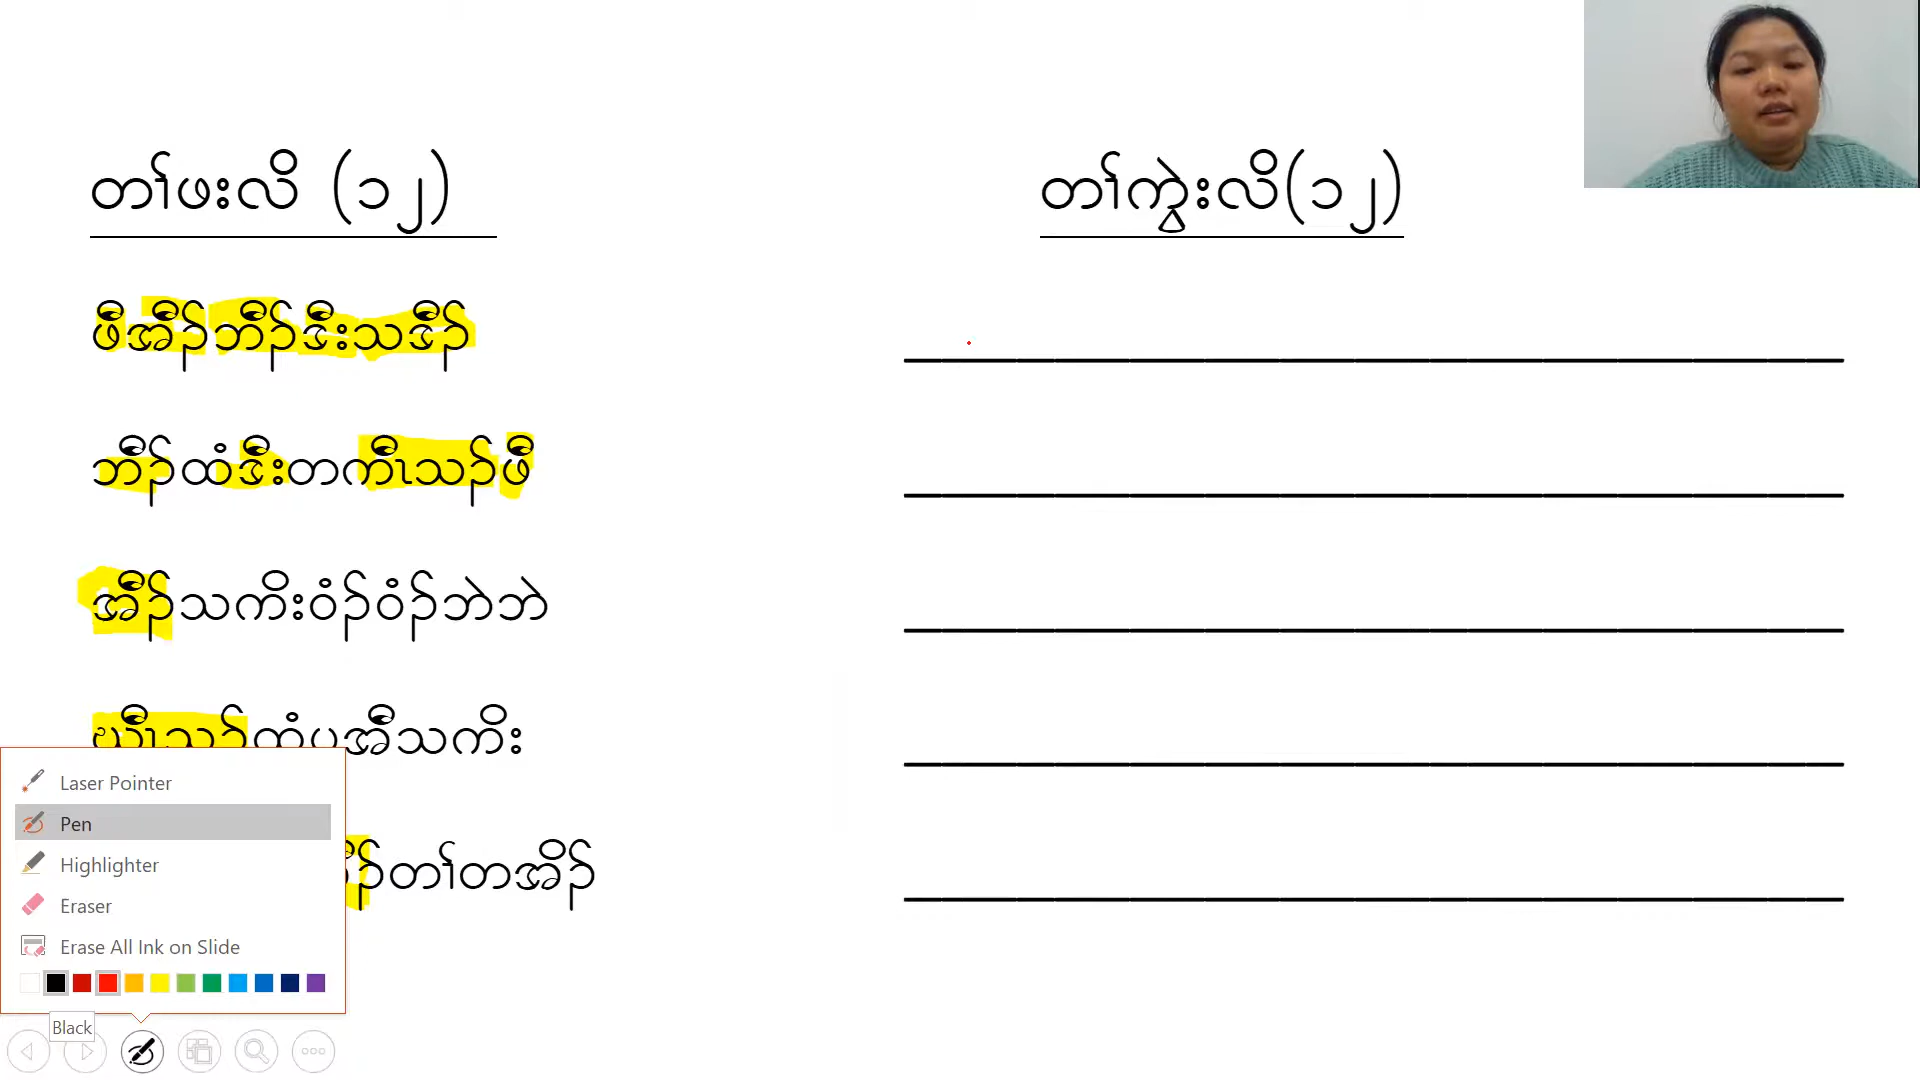 တၢ်ဖးလိ (၁၂)
တၢ်ကွဲးလိ(၁၂)
ဖီအီၣ်ဘီၣ်ဒီးသဒီၣ်
ဘီၣ်ထံဒီးတကီၤသၣ်ဖီ
အီၣ်သကိးဝံၣ်ဝံၣ်ဘဲဘဲ
ဃီၤသၣ်ထံပအီသကိး
တၢ်တအိၣ်
Laser Pointer
Pen
Highlighter
Eraser
Erase All Ink on Slide
Black